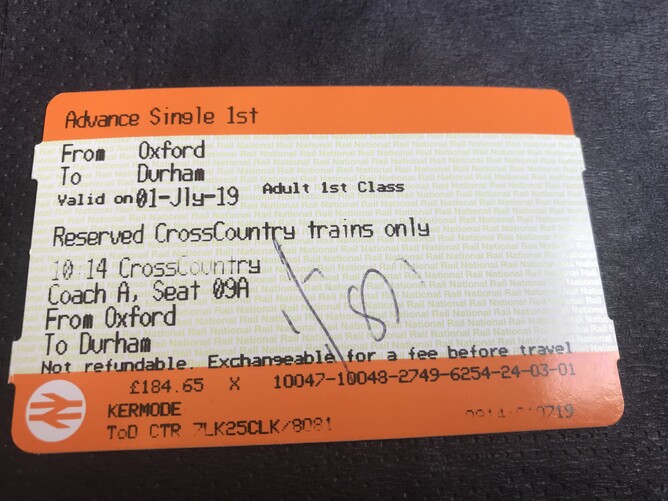 Advance Single 1st
From Oxford
To Durham
Valid on 01-Jly-19 Adult 1st Class
Reserved CrossCountry trains only
10:14 CrossCountry
Coach A, Seat 09A
From Oxford
To Durham
Not refundable. Exchangeable for a fee before travel
£184.65 X 10047-10048-2749-6254-24-03-01
KERMODE
ToD CTR 7LK25CLK/8081